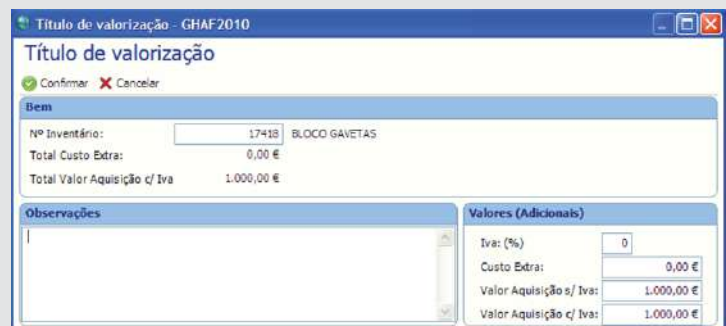 Título de valorização - GHAF2010
Título de valorização
Confirmar Cancelar
Bem
Nº Inventário: 17418 BLOCO GAVETAS
Total Custo Extra: 0,00 €
Total Valor Aquisição c/ Iva 1.000,00 €
Observações
Valores (Adicionais)
Iva: (%) 0
Custo Extra: 0,00 €
Valor Aquisição s/ Iva: 1.000,00 €
Valor Aquisição c/ Iva: 1.000,00 €